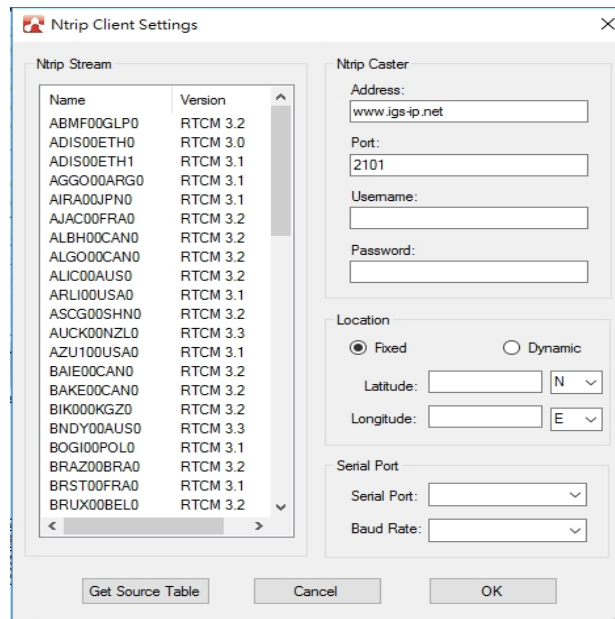 Ntrip Client Settings
Ntrip Stream
Name Version
ABMF00GLP0 RTCM 3.2
ADIS00ETH0 RTCM 3.0
ADIS00ETH1 RTCM 3.1
AGGO00ARG0 RTCM 3.1
AIRA00JPN0 RTCM 3.1
AJAC00FRA0 RTCM 3.2
ALBH00CAN0 RTCM 3.2
ALGO00CAN0 RTCM 3.2
ALIC00AUS0 RTCM 3.2
ARLI00USA0 RTCM 3.1
ASCG00SHN0 RTCM 3.2
AUCK00NZL0 RTCM 3.3
AZU100USA0 RTCM 3.1
BAIE00CAN0 RTCM 3.2
BAKE00CAN0 RTCM 3.2
BIK000KGZ0 RTCM 3.2
BNDY00AUS0 RTCM 3.3
BOGI00POL0 RTCM 3.1
BRAZ00BRA0 RTCM 3.2
BRST00FRA0 RTCM 3.1
BRUX00BEL0 RTCM 3.2
Ntrip Caster
Address:
www.igs-ip.net
Port:
2101
Username:
Password:
Location
Fixed Dynamic
Latitude: N
Longitude: E
Serial Port
Serial Port:
Baud Rate:
Get Source Table Cancel OK